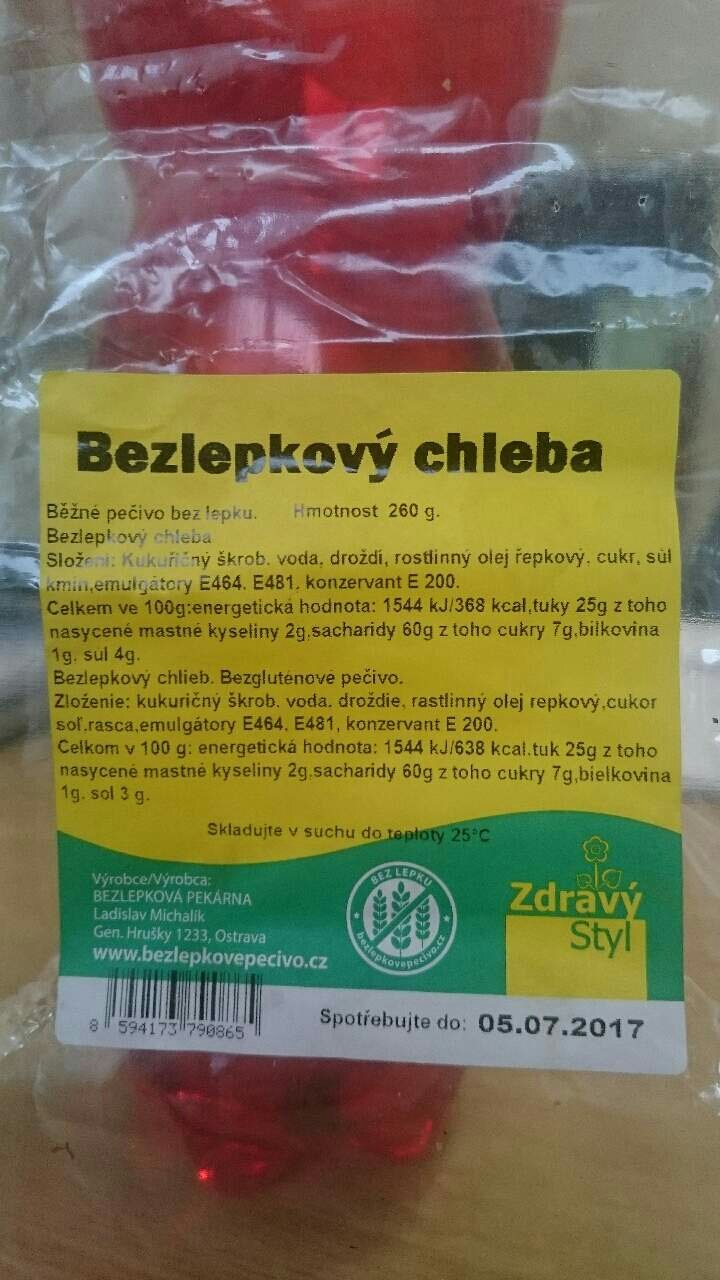 Bezlepkový chleba
Běžné pečivo bez lepku. Hmotnost 260 g.
Bezlepkový chleba
Složení: Kukuřičný škrob, voda, droždí, rostlinný olej řepkový, cukr, sůl
kmín,emulgátory E464, E481, konzervant E 200.
Celkem ve 100g:energetická hodnota: 1544 kJ/368 kcal,tuky 25g z toho
nasycené mastné kyseliny 2g,sacharidy 60g z toho cukry 7g,bílkovina
1g, sůl 4g.
Bezlepkový chlieb. Bezgluténové pečivo.
Zloženie: kukuričný škrob, voda, droždie, rastlinný olej repkový,cukor
soľ,rasca,emulgátory E464, E481, konzervant E 200.
Celkom v 100 g: energetická hodnota: 1544 kJ/638 kcal.tuk 25g z toho
nasycené mastné kyseliny 2g,sacharidy 60g z toho cukry 7g,bielkovina
1g. sol 3 g.
Skladujte v suchu do teploty 25°C
Výrobce/Výrobca:
BEZLEPKOVÁ PEKÁRNA
Ladislav Michalík
Gen. Hrušky 1233, Ostrava
www.bezlepkovepecivo.cz
BEZ LEPKU
bezlepkovepecivo.cz
Zdravý
Styl
8 594173 790865
Spotřebujte do: 05.07.2017